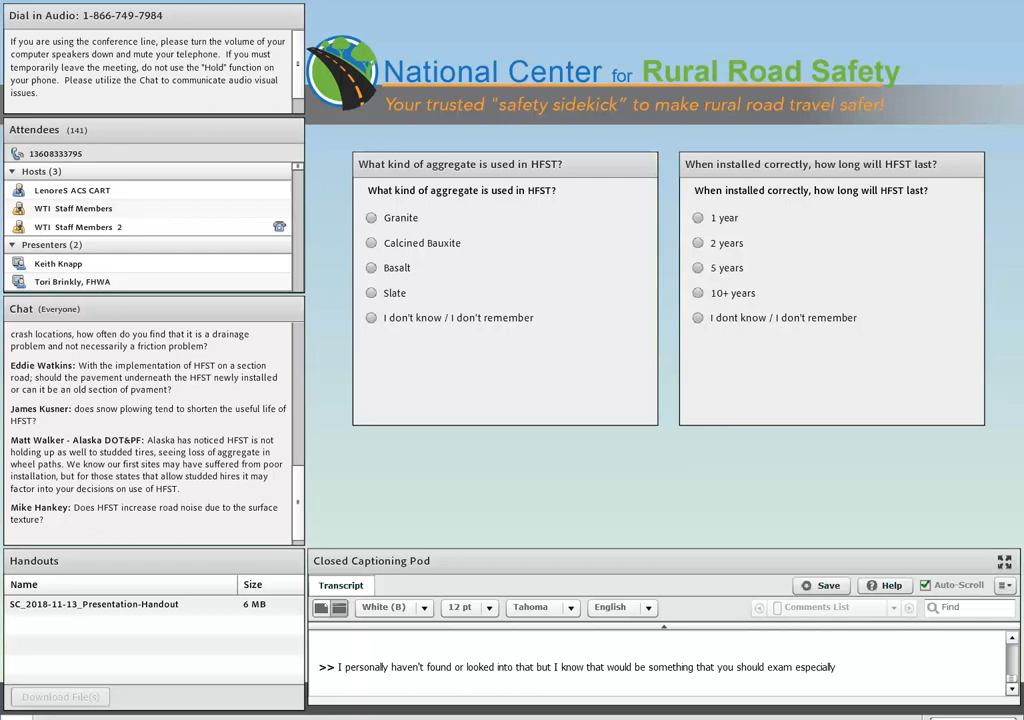 Dial in Audio: 1-866-749-7984
If you are using the conference line, please turn the volume of your
computer speakers down and mute your telephone. If you must
temporarily leave the meeting, do not use the "Hold" function on
your phone. Please utilize the Chat to communicate audio visual
issues.
Attendees (141)
13608333795
Hosts (3)
LenoreS ACS CART
WTI Staff Members
WTI Staff Members 2
Presenters (2)
Keith Knapp
Tori Brinkly, FHWA
Chat (Everyone)
crash locations, how often do you find that it is a drainage
problem and not necessarily a friction problem?
Eddie Watkins: With the implementation of HFST on a section
road; should the pavement underneath the HFST newly installed
or can it be an old section of pvament?
James Kusner: does snow plowing tend to shorten the useful life of
HFST?
Matt Walker - Alaska DOT&PF: Alaska has noticed HFST is not
holding up as well to studded tires, seeing loss of aggregate in
wheel paths. We know our first sites may have suffered from poor
installation, but for those states that allow studded hires it may
factor into your decisions on use of HFST.
Mike Hankey: Does HFST increase road noise due to the surface
texture?
Handouts
Name Size
SC_2018-11-13_Presentation-Handout 6 MB
Download File(s)
National Center for Rural Road Safety
Your trusted "safety sidekick" to make rural road travel safer!
What kind of aggregate is used in HFST?
What kind of aggregate is used in HFST?
Granite
Calcined Bauxite
Basalt
Slate
I don't know / I don't remember
When installed correctly, how long will HFST last?
When installed correctly, how long will HFST last?
1 year
2 years
5 years
10+ years
I dont know / I don't remember
Closed Captioning Pod
Transcript Save Help Auto-Scroll
White (B) 12 pt Tahoma English Comments List Find
>> I personally haven't found or looked into that but I know that would be something that you should exam especially